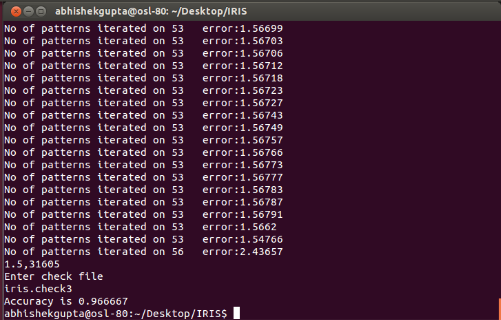 abhishekgupta@osl-80: ~/Desktop/IRIS
No of patterns iterated on 53 error:1.56699
No of patterns iterated on 53 error:1.56703
No of patterns iterated on 53 error:1.56706
No of patterns iterated on 53 error:1.56712
No of patterns iterated on 53 error:1.56718
No of patterns iterated on 53 error:1.56723
No of patterns iterated on 53 error:1.56727
No of patterns iterated on 53 error:1.56743
No of patterns iterated on 53 error:1.56749
No of patterns iterated on 53 error:1.56757
No of patterns iterated on 53 error:1.56766
No of patterns iterated on 53 error:1.56773
No of patterns iterated on 53 error:1.56777
No of patterns iterated on 53 error:1.56783
No of patterns iterated on 53 error:1.56787
No of patterns iterated on 53 error:1.56791
No of patterns iterated on 53 error:1.5662
No of patterns iterated on 53 error:1.54766
No of patterns iterated on 56 error:2.43657
1.5,31605
Enter check file
iris.check3
Accuracy is 0.966667
abhishekgupta@osl-80:~/Desktop/IRIS$